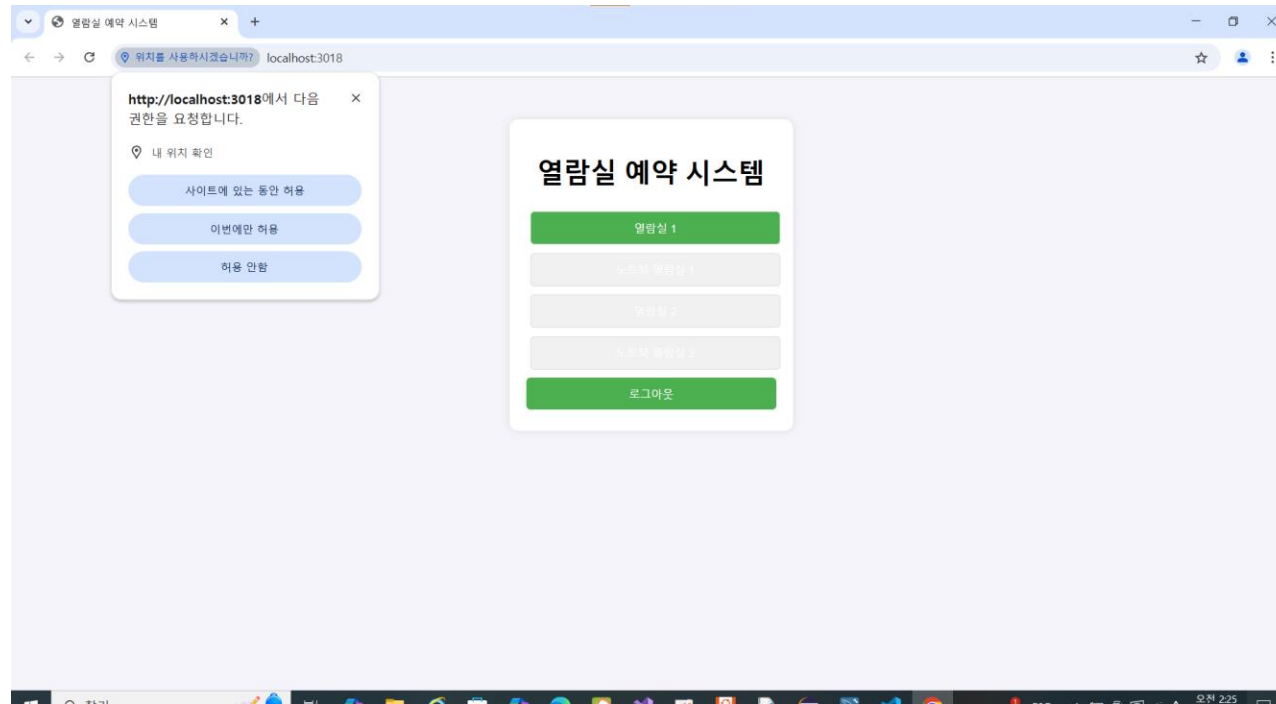 열람실 예약 시스템
위치를 사용하시겠습니까? localhost:3018
http://localhost:3018에서 다음
권한을 요청합니다.
내 위치 확인
사이트에 있는 동안 허용
이번에만 허용
허용 안함
열람실 예약 시스템
열람실 1
노트북 열람실 1
열람실 2
노트북 열람실 2
로그아웃
오전 2:25